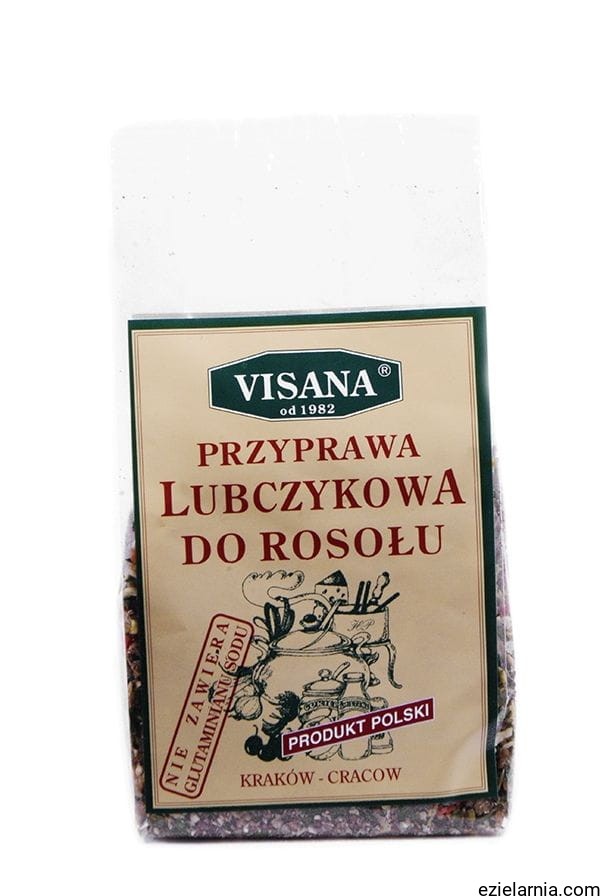 VISANA®
od 1982
PRZYPRAWA
LUBCZYKOWA
DO ROSOŁU
NIE ZAWIERA
GLUTAMINIANU SODU
PRODUKT POLSKI
KRAKÓW - CRACOW
ezielarnia.com